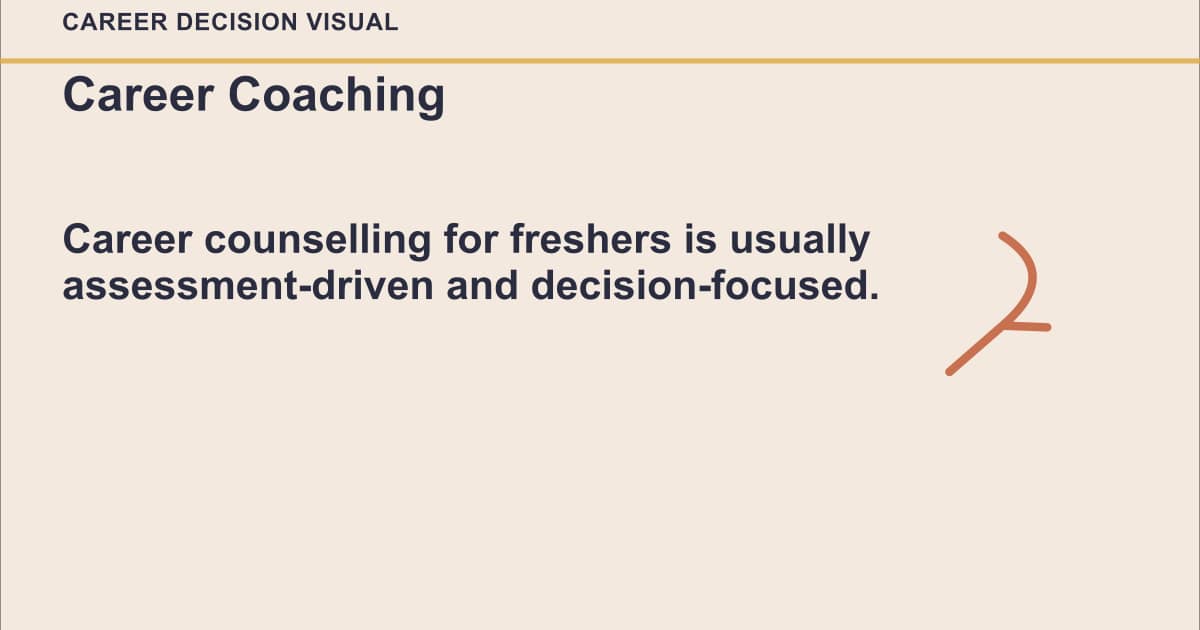 CAREER DECISION VISUAL
Career Coaching
Career counselling for freshers is usually
assessment-driven and decision-focused.